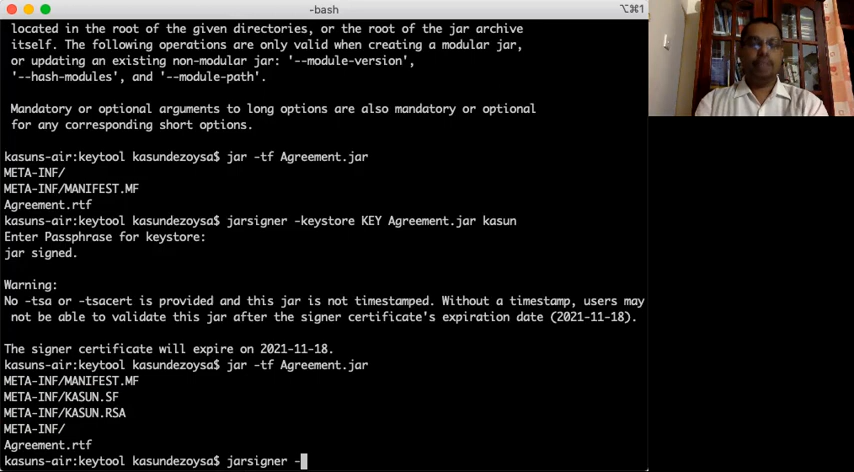 -bash
⌥⌘1
located in the root of the given directories, or the root of the jar archive
itself. The following operations are only valid when creating a modular jar,
or updating an existing non-modular jar: '--module-version',
'--hash-modules', and '--module-path'.
Mandatory or optional arguments to long options are also mandatory or optional
for any corresponding short options.
kasuns-air:keytool kasundezoysa$ jar -tf Agreement.jar
META-INF/
META-INF/MANIFEST.MF
Agreement.rtf
kasuns-air:keytool kasundezoysa$ jarsigner -keystore KEY Agreement.jar kasun
Enter Passphrase for keystore:
jar signed.
Warning:
No -tsa or -tsacert is provided and this jar is not timestamped. Without a timestamp, users may
not be able to validate this jar after the signer certificate's expiration date (2021-11-18).
The signer certificate will expire on 2021-11-18.
kasuns-air:keytool kasundezoysa$ jar -tf Agreement.jar
META-INF/MANIFEST.MF
META-INF/KASUN.SF
META-INF/KASUN.RSA
META-INF/
Agreement.rtf
kasuns-air:keytool kasundezoysa$ jarsigner -